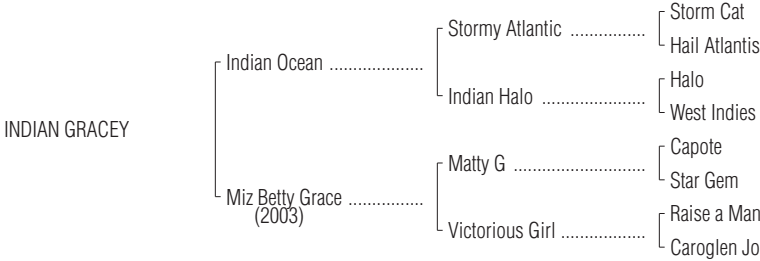 Storm Cat
Stormy Atlantic ................
Hail Atlantis
Indian Ocean ....................
Halo
Indian Halo ......................
West Indies
INDIAN GRACEY
Capote
Matty G ............................
Star Gem
Miz Betty Grace ................
(2003)
Raise a Man
Victorious Girl ..................
Caroglen Jo